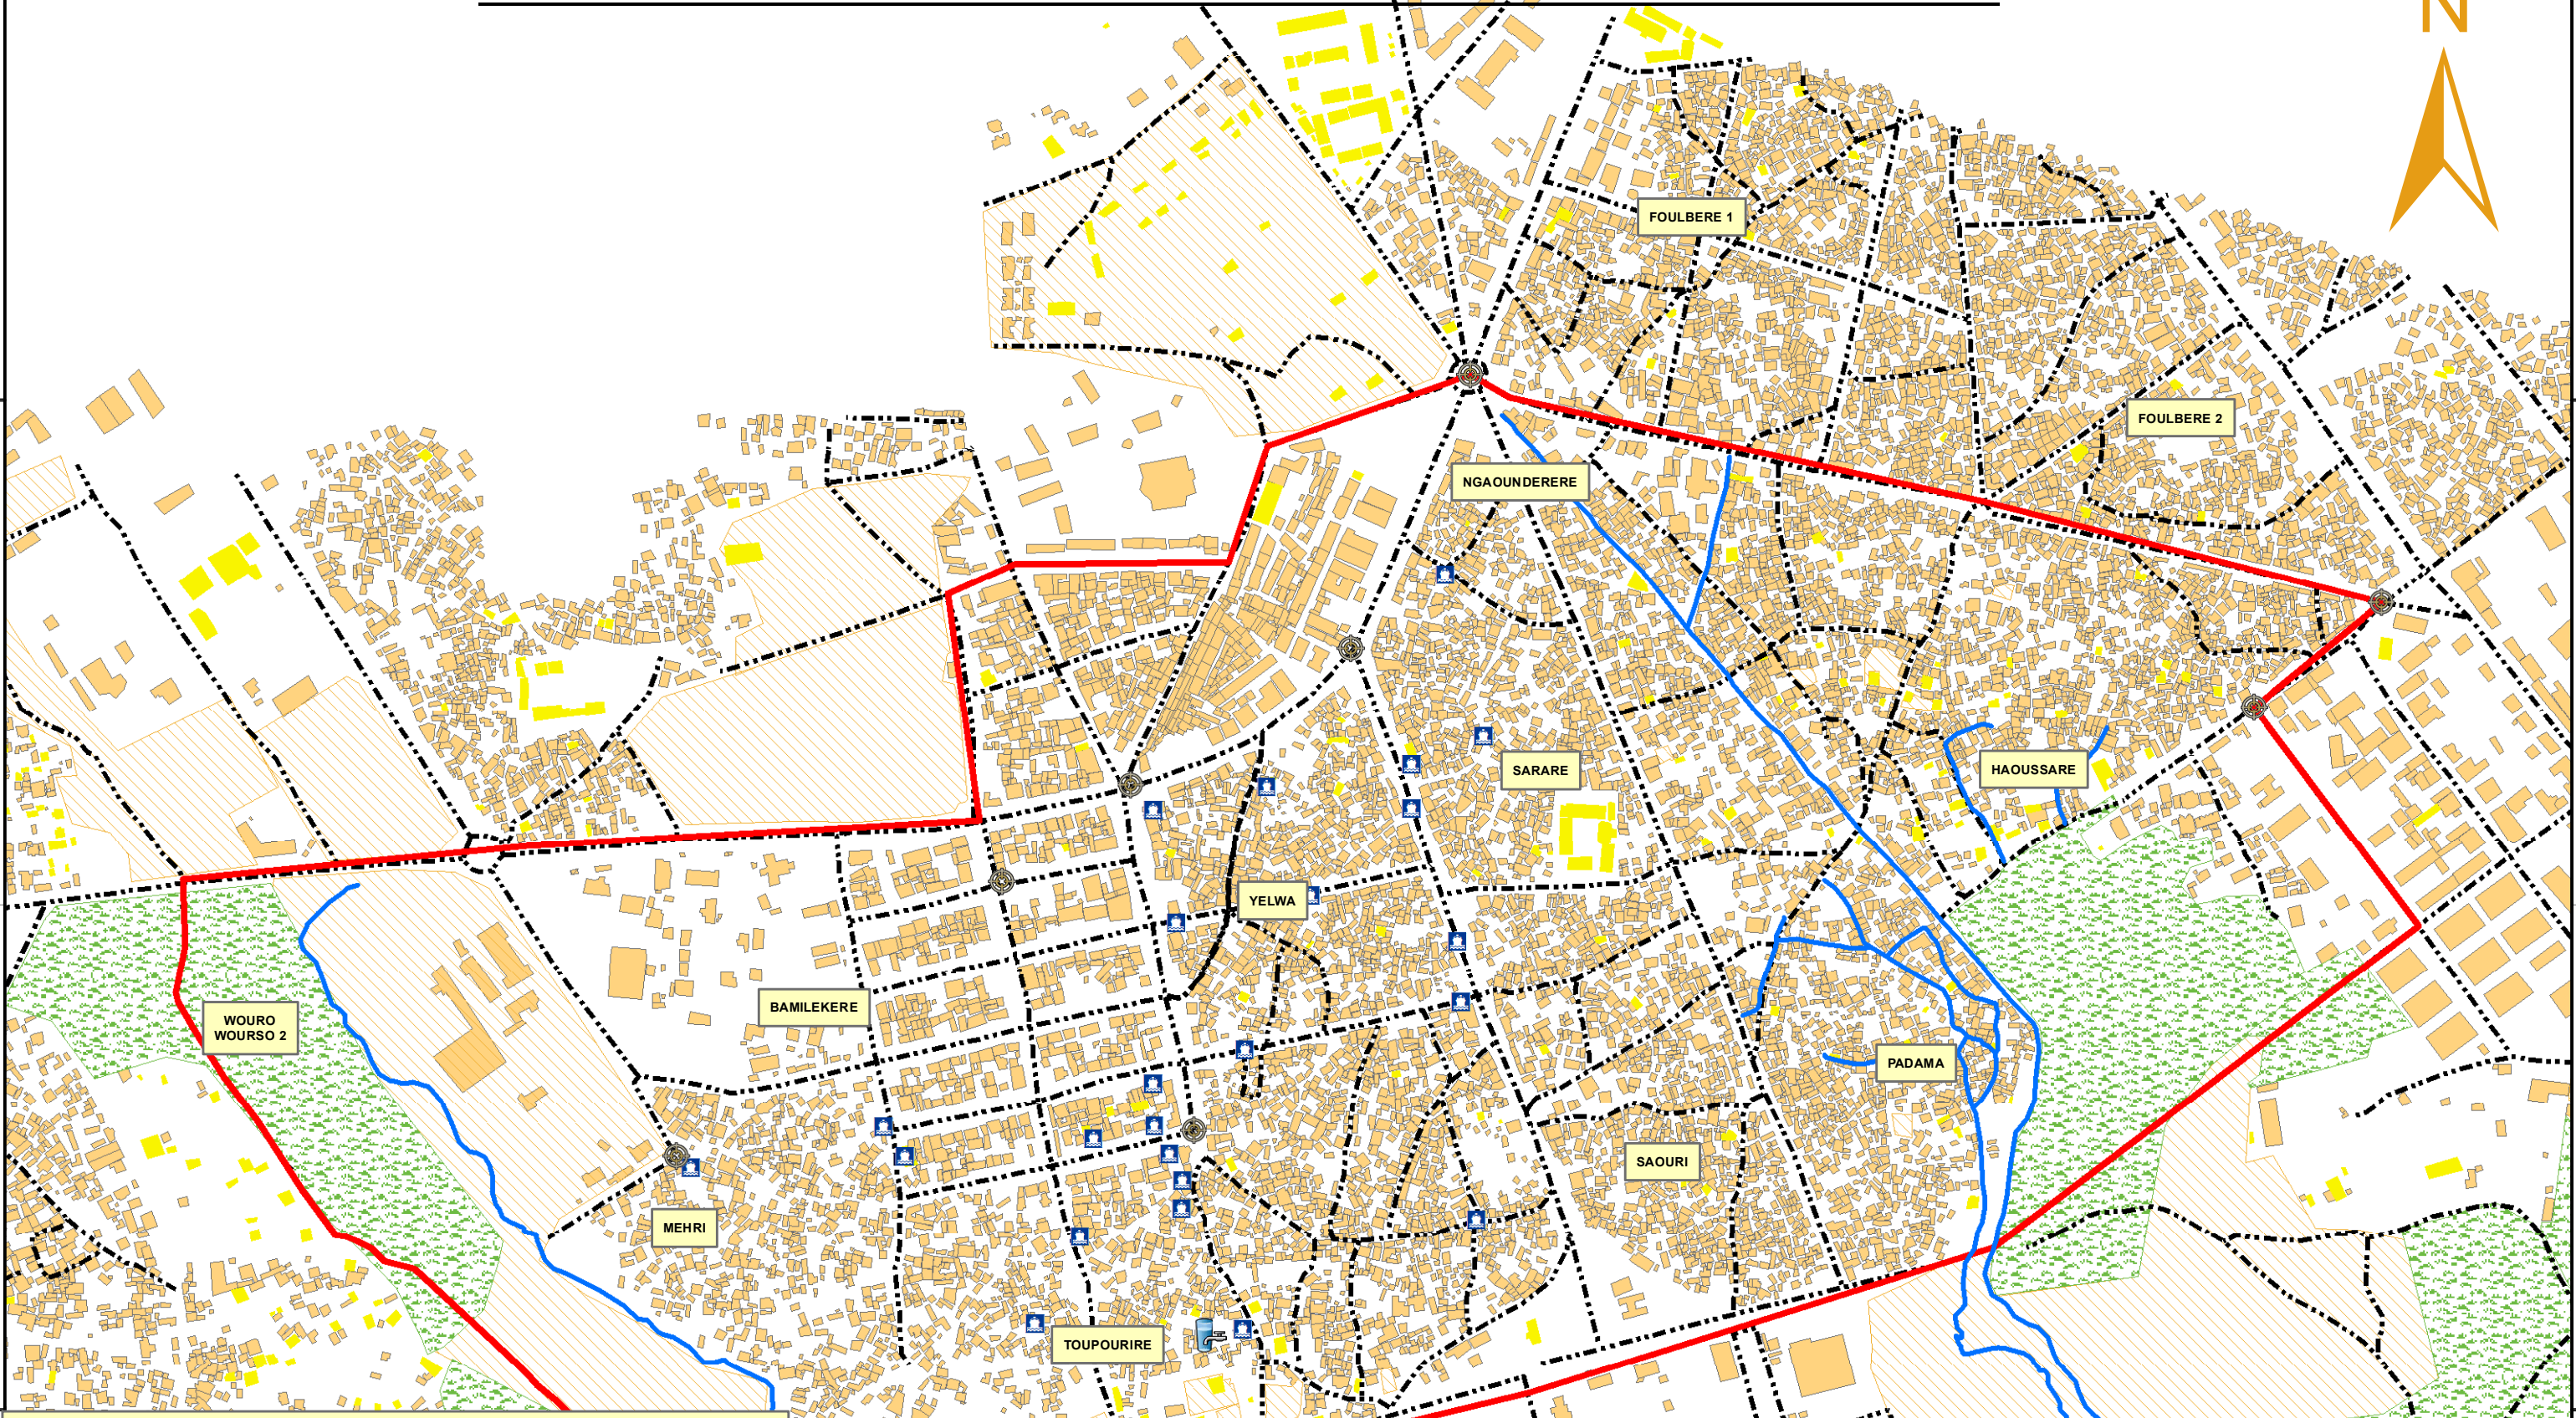 N
FOULBERE 1
FOULBERE 2
NGAOUNDERERE
SARARE
HAOUSSARE
YELWA
BAMILEKERE
WOURO
WOURSO 2
PADAMA
SAOURI
MEHRI
TOUPOURIRE